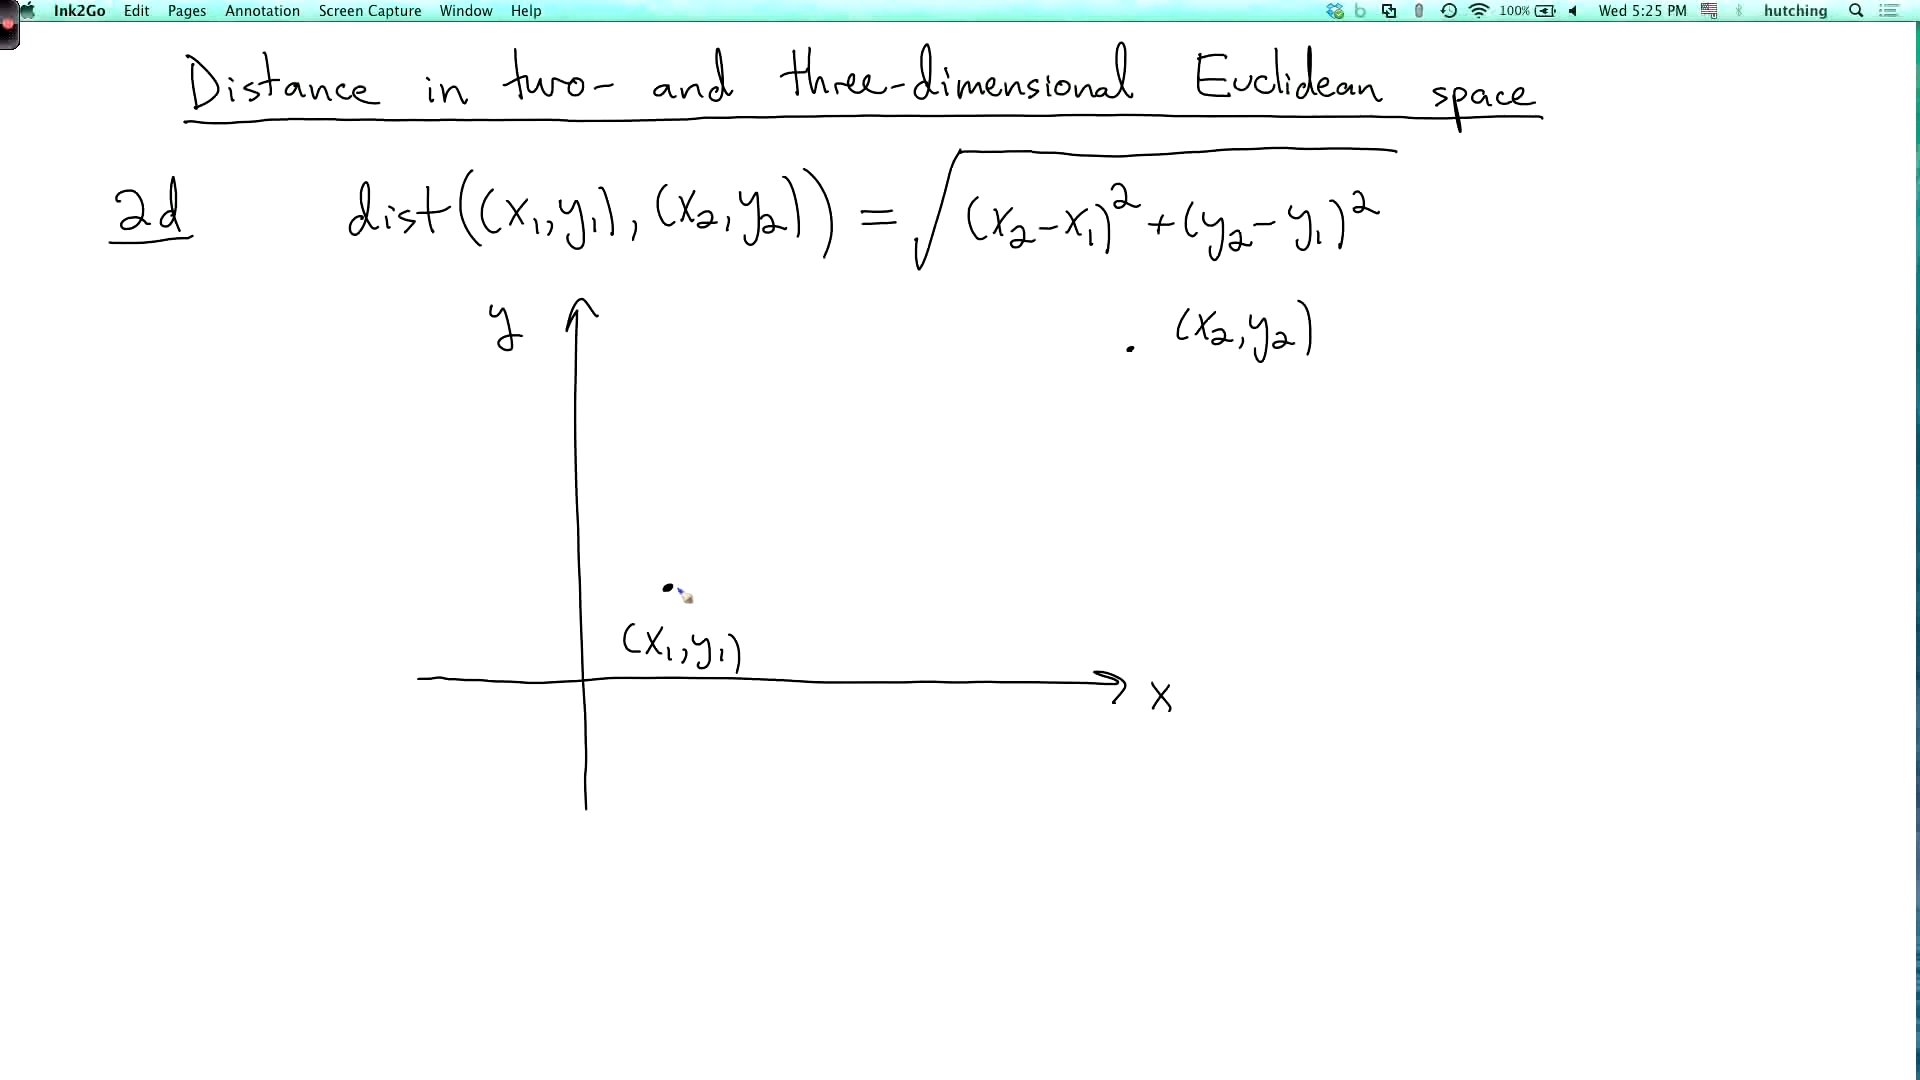 Ink2Go Edit Pages Annotation Screen Capture Window Help 100% Wed 5:25 PM hutching
Distance in two- and three-dimensional Euclidean space
2d dist((x₁,y₁),(x₂,y₂)) = √(x₂-x₁)²+(y₂-y₁)²
y
(x₂,y₂)
(x₁,y₁)
x